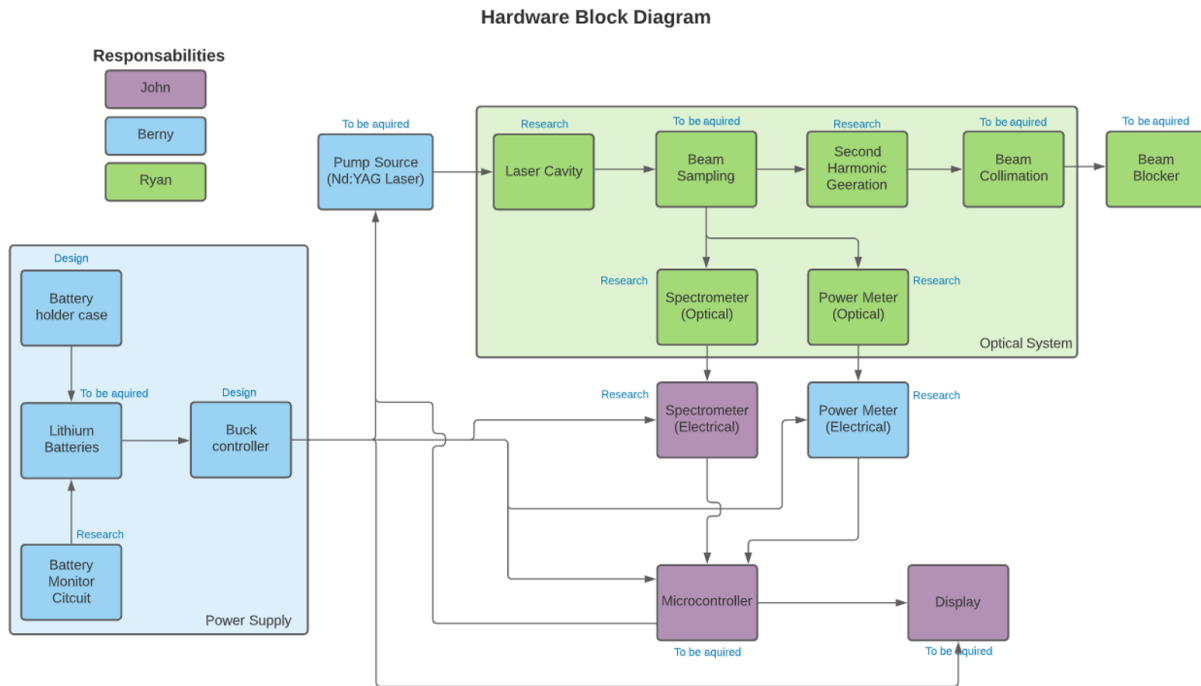 Hardware Block Diagram
Responsabilities
John
Berny
Ryan
To be aquired
Pump Source
(Nd:YAG Laser)
Research
Laser Cavity
To be aquired
Beam
Sampling
Research
Second
Harmonic
Geeration
To be aquired
Beam
Collimation
To be aquired
Beam
Blocker
Research
Spectrometer
(Optical)
Power Meter
(Optical)
Research
Optical System
Design
Battery
holder case
To be aquired
Lithium
Batteries
Design
Buck
controller
Research
Battery
Monitor
Citcuit
Power Supply
Research
Spectrometer
(Electrical)
Power Meter
(Electrical)
Research
Microcontroller
To be aquired
Display
To be aquired